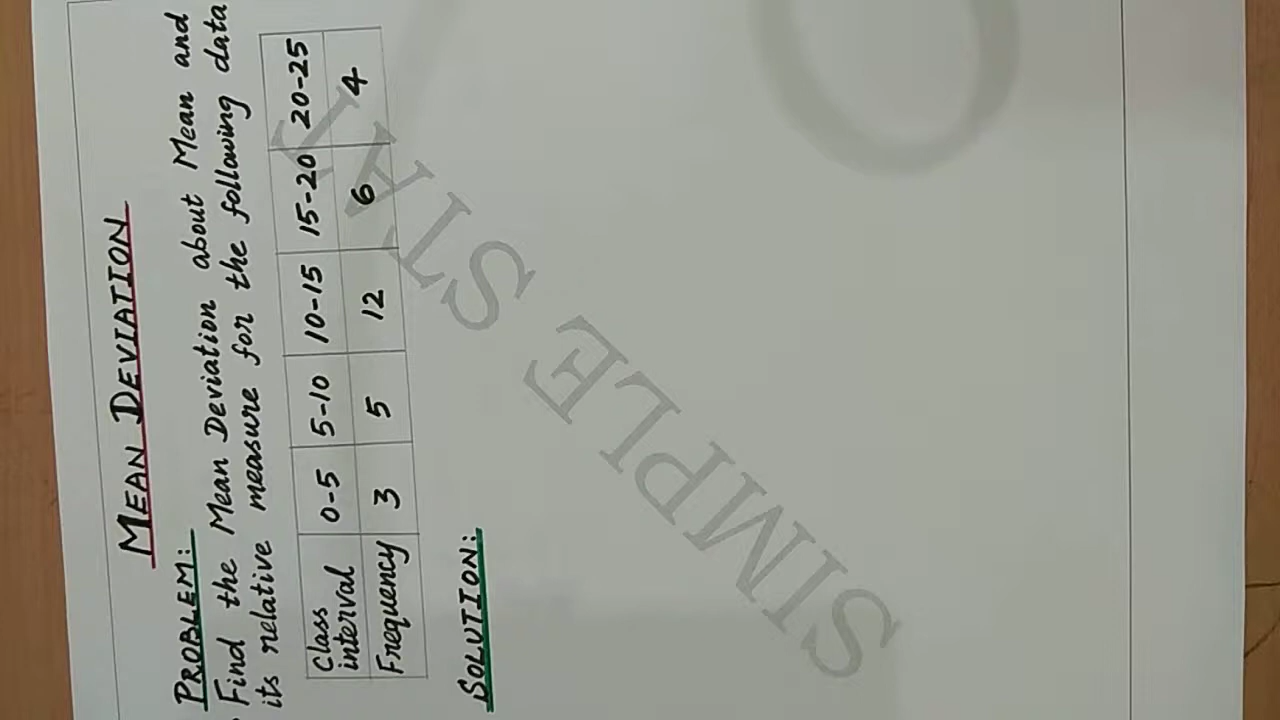 MEAN DEVIATION
PROBLEM:
Find the Mean Deviation about Mean and
its relative measure for the following data
Class interval 0-5 5-10 10-15 15-20 20-25
Frequency 3 5 12 6 4
SOLUTION:
SIMPLE STAT